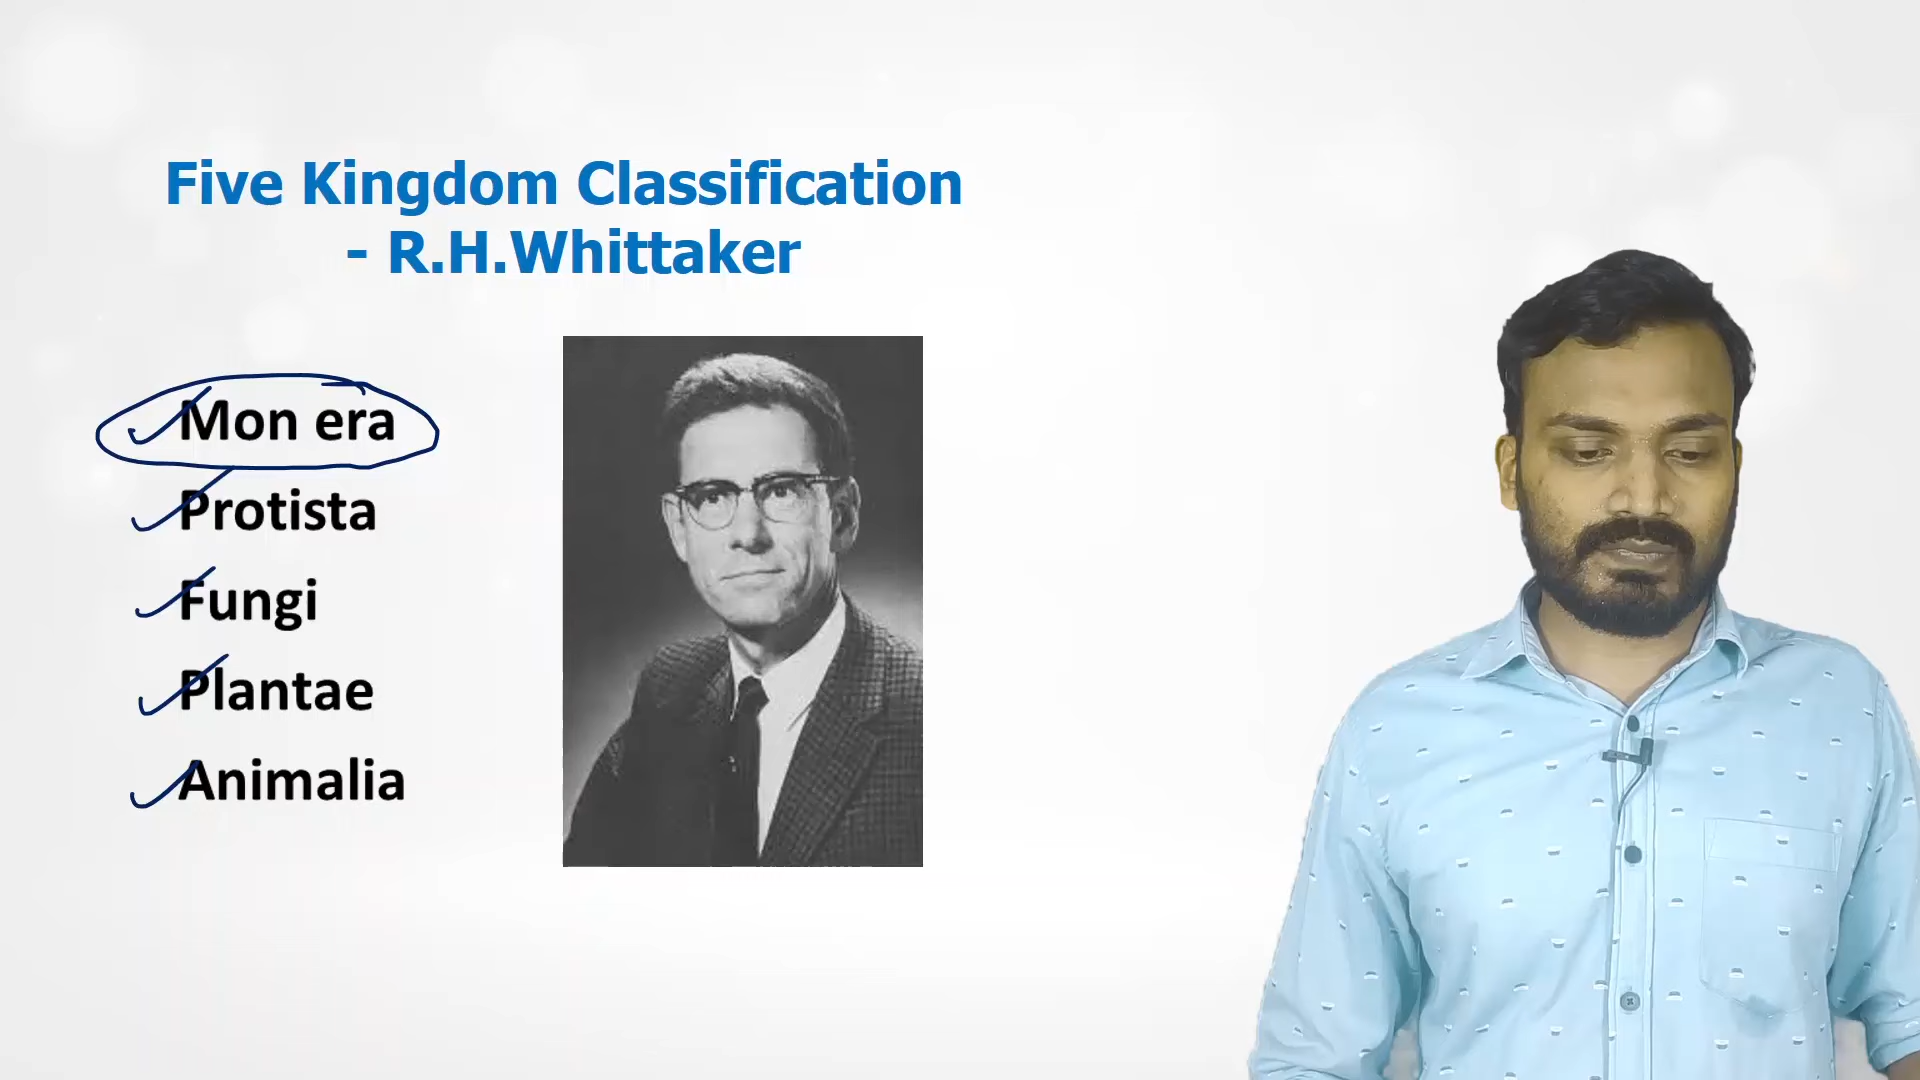 Five Kingdom Classification
- R.H.Whittaker
Mon era
Protista
Fungi
Plantae
Animalia